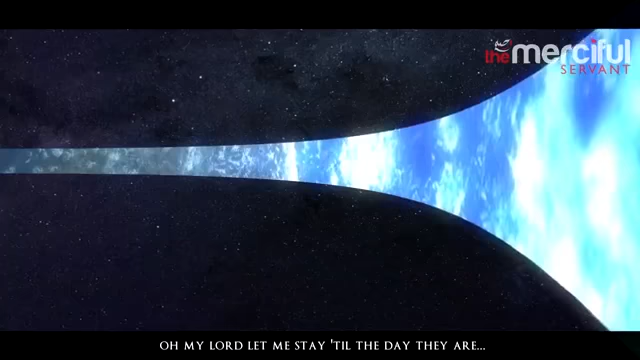 the merciful
SERVANT
OH MY LORD LET ME STAY 'TIL THE DAY THEY ARE...